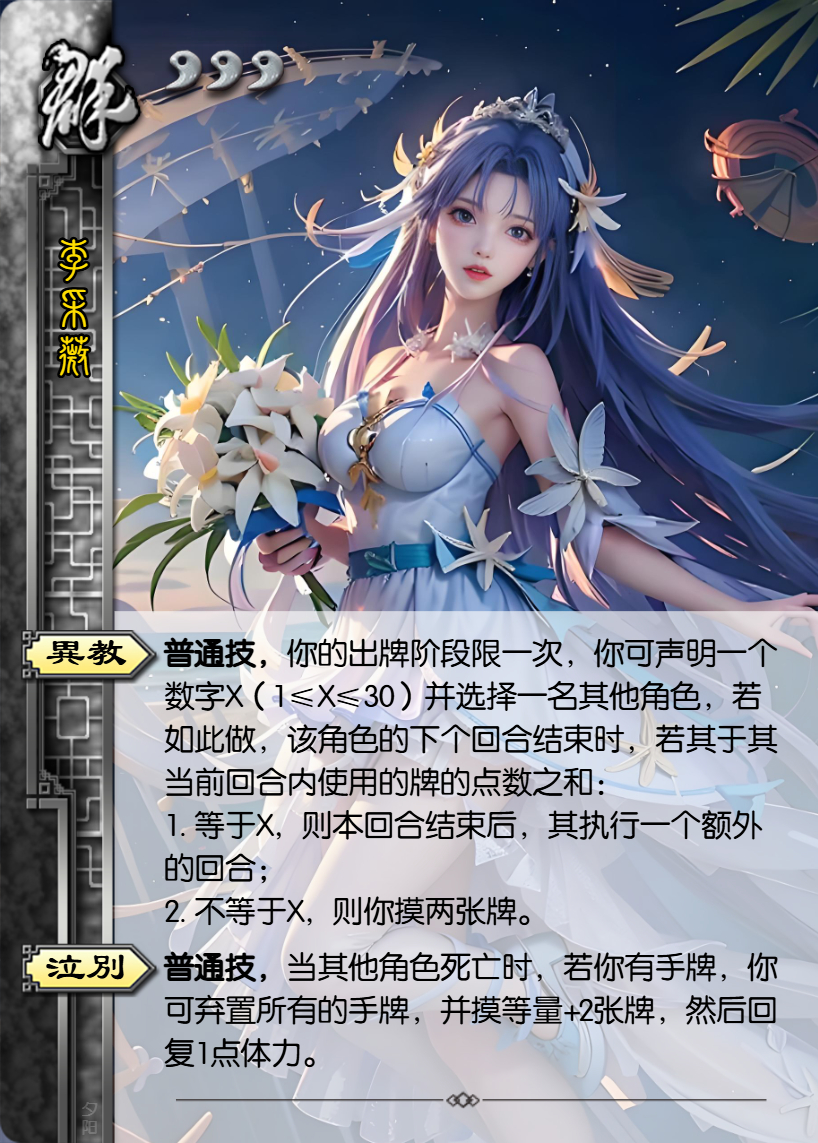 群
李采薇
異教
普通技，你的出牌阶段限一次，你可声明一个
数字X（1≤X≤30）并选择一名其他角色，若
如此做，该角色的下个回合结束时，若其于其
当前回合内使用的牌的点数之和：
1. 等于X，则本回合结束后，其执行一个额外
的回合；
2. 不等于X，则你摸两张牌。
泣别
普通技，当其他角色死亡时，若你有手牌，你
可弃置所有的手牌，并摸等量+2张牌，然后回
复1点体力。
夕阳